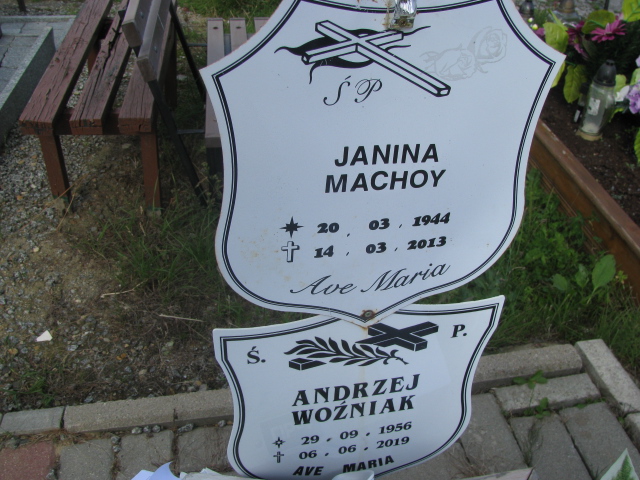 Ś P
JANINA
MACHOY
20 . 03 . 1944
14 . 03 . 2013
Ave Maria
Ś. P.
ANDRZEJ
WOŹNIAK
29 - 09 - 1956
06 - 06 - 2019
AVE MARIA